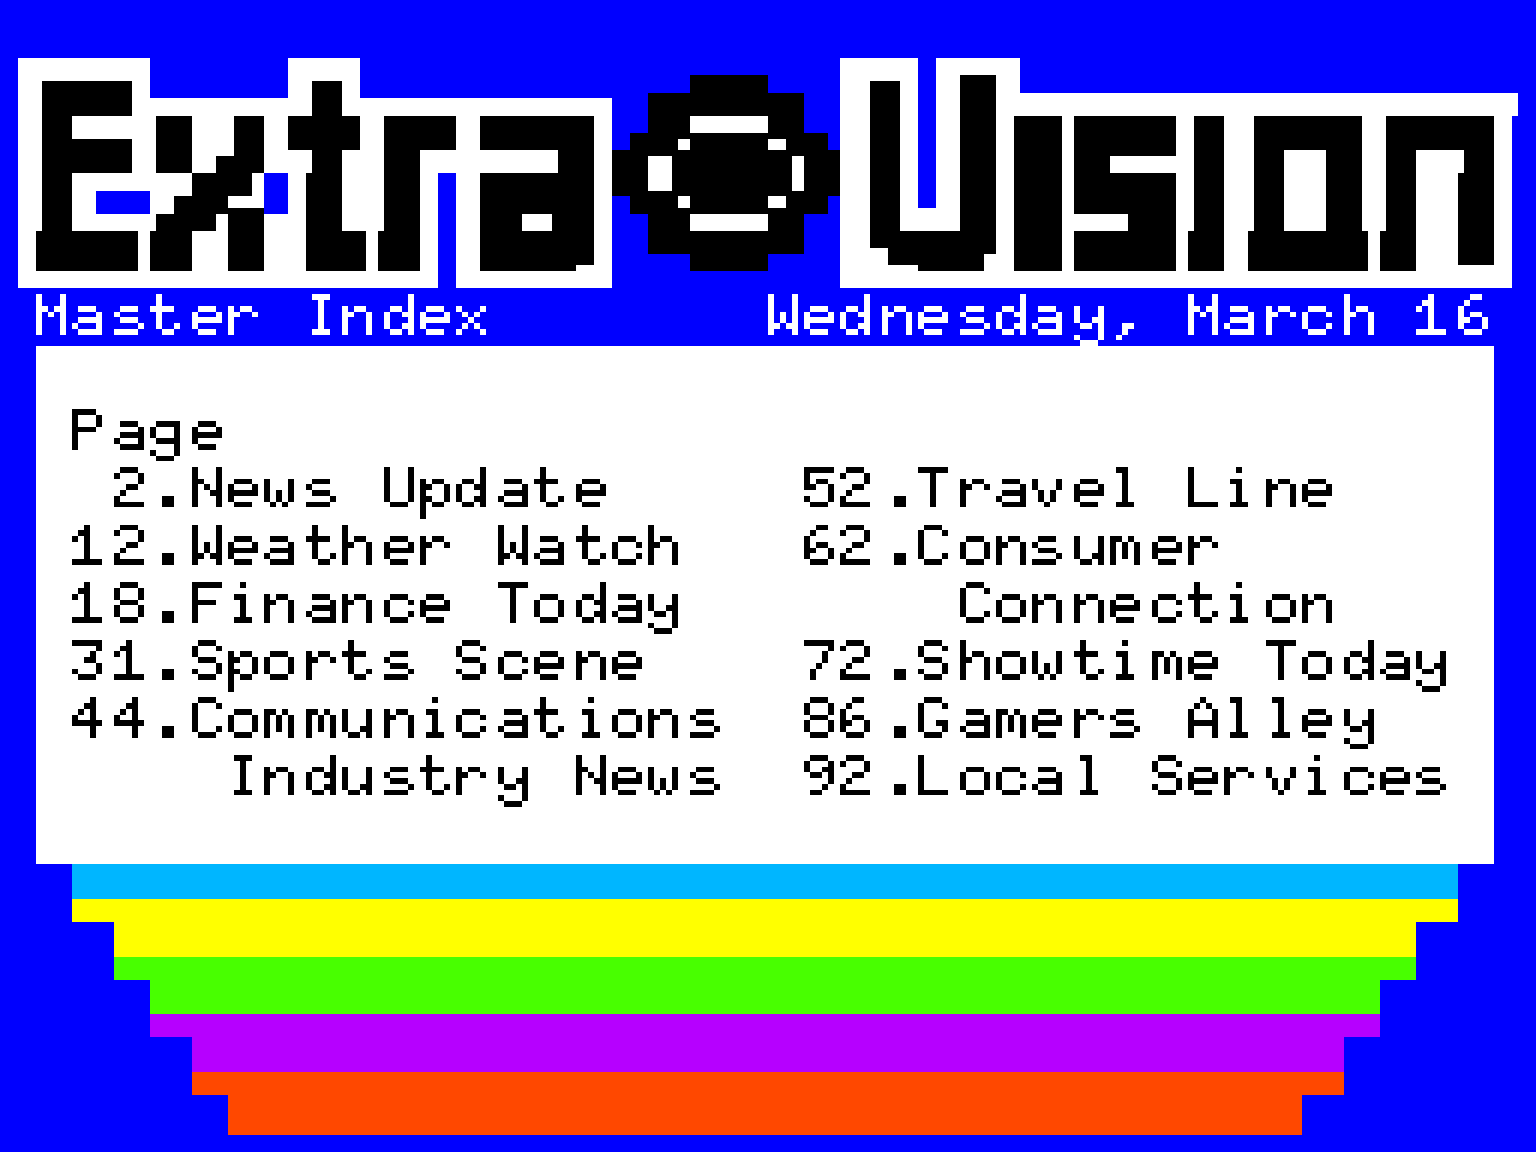 Extra Vision
Master Index Wednesday, March 16
Page
2.News Update
12.Weather Watch
18.Finance Today
31.Sports Scene
44.Communications
Industry News
52.Travel Line
62.Consumer
Connection
72.Showtime Today
86.Gamers Alley
92.Local Services